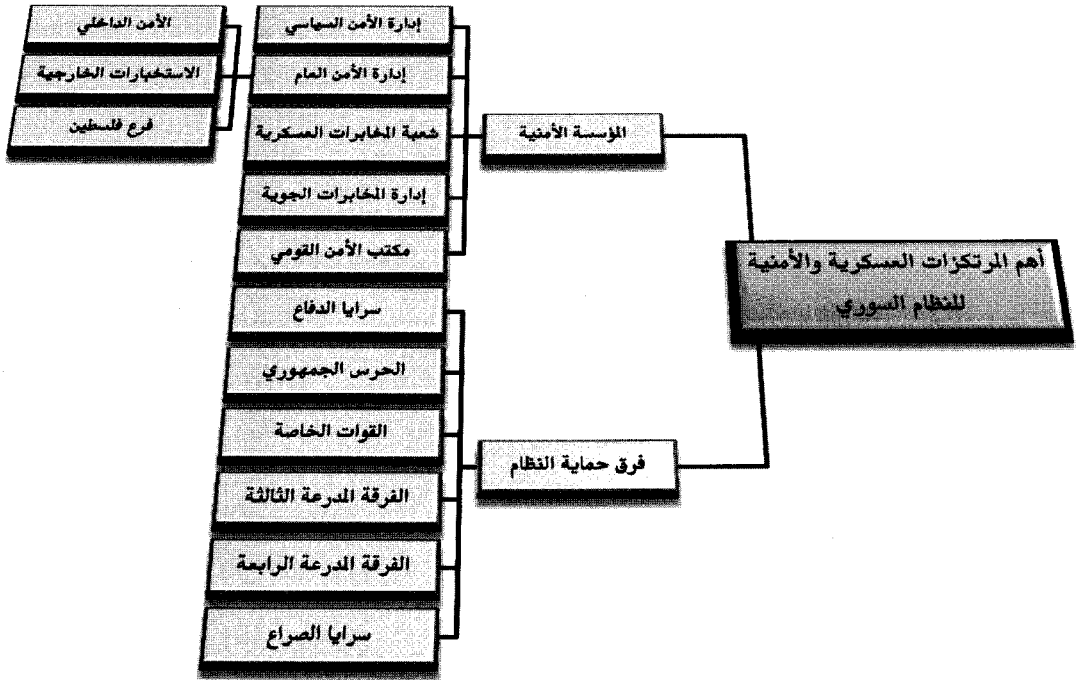 أهم المرتكزات العسكرية والأمنية
للنظام السوري
المؤسسة الأمنية
إدارة الأمن السياسي
إدارة الأمن العام
الأمن الداخلي
الاستخبارات الخارجية
فرع فلسطين
شعبة المخابرات العسكرية
إدارة المخابرات الجوية
مكتب الأمن القومي
فرق حماية النظام
سرايا الدفاع
الحرس الجمهوري
القوات الخاصة
الفرقة المدرعة الثالثة
الفرقة المدرعة الرابعة
سرايا الصراع